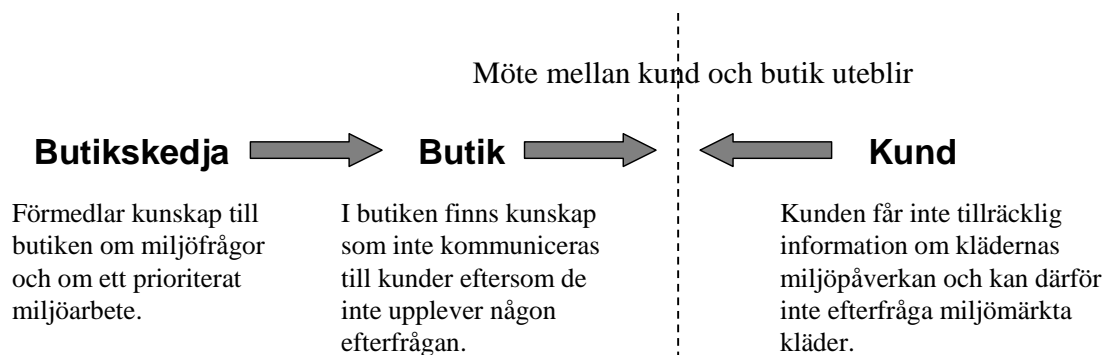 Möte mellan kund och butik uteblir
Butikskedja
Butik
Kund
Förmedlar kunskap till
butiken om miljöfrågor
och om ett prioriterat
miljöarbete.
I butiken finns kunskap
som inte kommuniceras
till kunder eftersom de
inte upplever någon
efterfrågan.
Kunden får inte tillräcklig
information om klädernas
miljöpåverkan och kan därför
inte efterfråga miljömärkta
kläder.